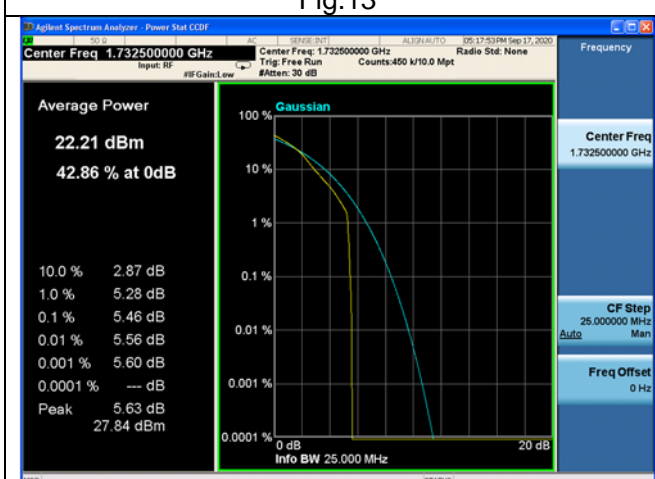 Fig.13
Agilent Spectrum Analyzer - Power Stat CCDF
50 Ω AC SENSE:INT ALIGNAUTO 05:17:53PM Sep 17, 2020
Center Freq 1.732500000 GHz
Input: RF
#IFGain:Low
Center Freq: 1.732500000 GHz
Radio Std: None
Trig: Free Run
Counts:450 k/10.0 Mpt
#Atten: 30 dB
Frequency
Average Power
22.21 dBm
42.86 % at 0dB
10.0 % 2.87 dB
1.0 % 5.28 dB
0.1 % 5.46 dB
0.01 % 5.56 dB
0.001 % 5.60 dB
0.0001 % --- dB
Peak 5.63 dB
27.84 dBm
Gaussian
100 %
10 %
1 %
0.1 %
0.01 %
0.001 %
0.0001 %
0 dB
20 dB
Info BW 25.000 MHz
Center Freq
1.732500000 GHz
CF Step
25.000000 MHz
Auto Man
Freq Offset
0 Hz